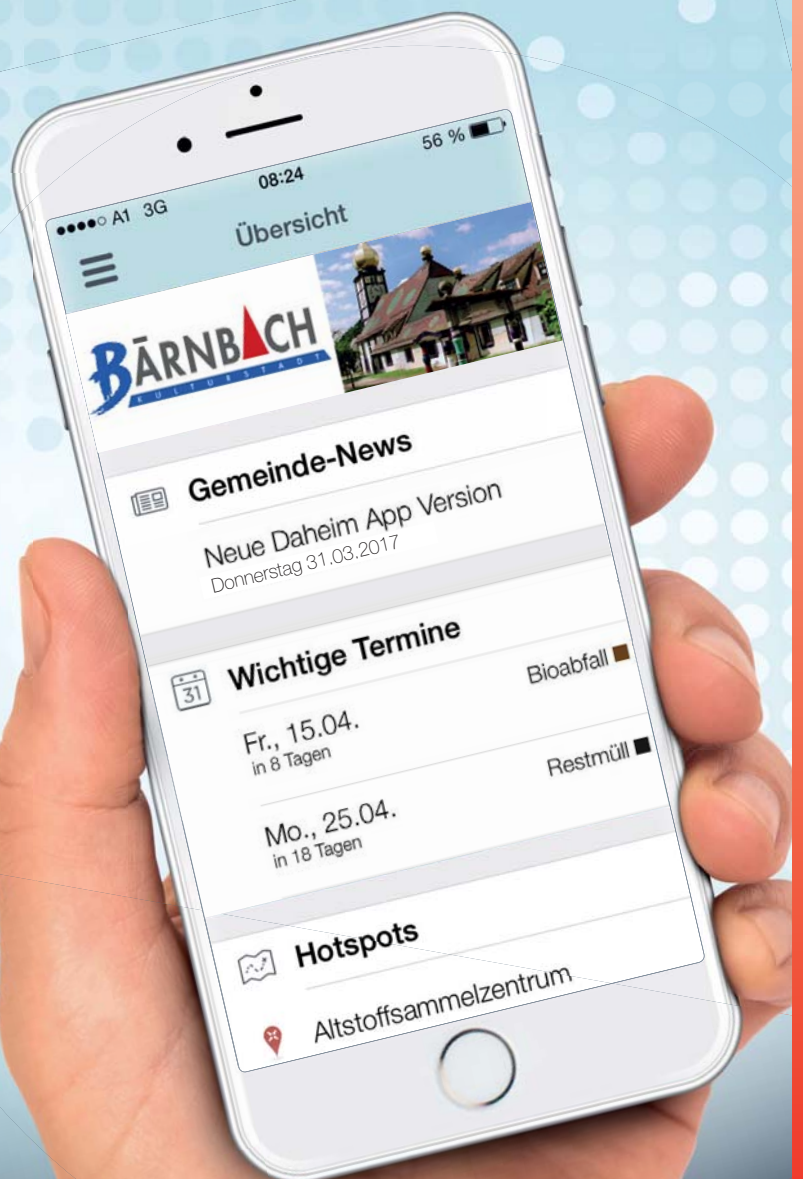 A1 3G
08:24
56 %
Übersicht
BÄRNBACH
KULTURSTADT
Gemeinde-News
Neue Daheim App Version
Donnerstag 31.03.2017
31
Wichtige Termine
Fr., 15.04.
Bioabfall
in 8 Tagen
Mo., 25.04.
Restmüll
in 18 Tagen
Hotspots
Altstoffsammelzentrum